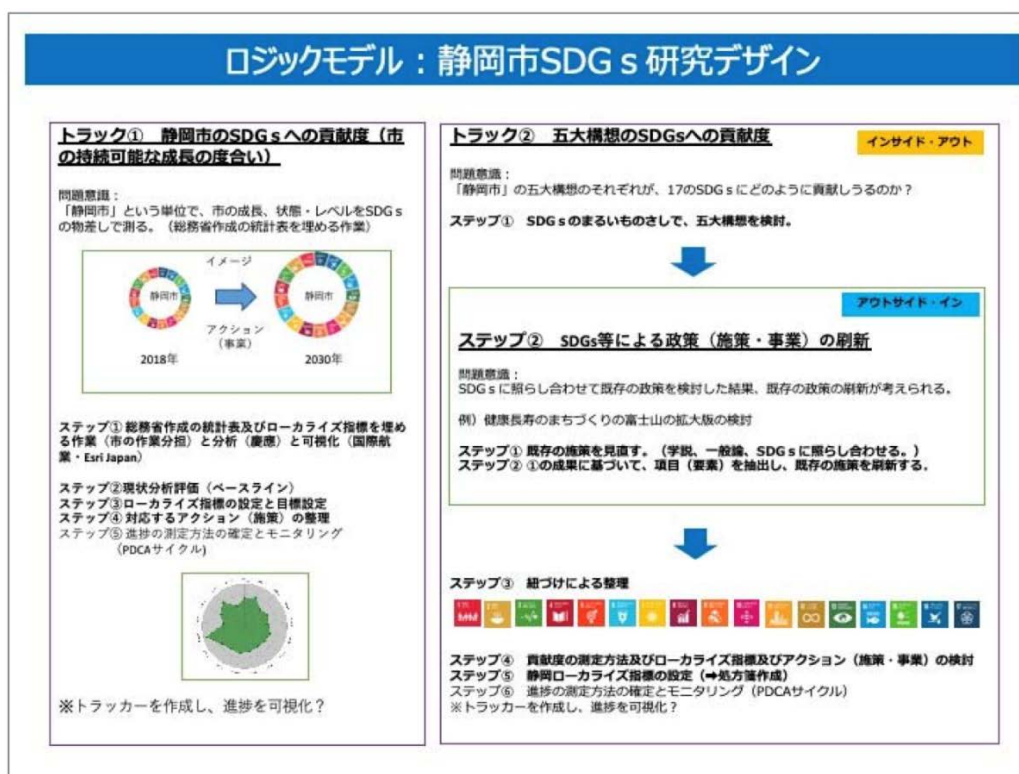 ロジックモデル：静岡市SDGｓ研究デザイン
トラック①　静岡市のSDGｓへの貢献度（市
の持続可能な成長の度合い）
問題意識：
「静岡市」という単位で、市の成長、状態・レベルをSDGｓ
の物差しで測る。（総務省作成の統計表を埋める作業）
イメージ
静岡市
静岡市
アクション
（事業）
2018年
2030年
ステップ① 総務省作成の統計表及びローカライズ指標を埋め
る作業（市の作業分担）と分析（慶應）と可視化（国際航
業・Esri Japan）
ステップ②現状分析評価（ベースライン）
ステップ③ローカライズ指標の設定と目標設定
ステップ④ 対応するアクション（施策）の整理
ステップ⑤ 進捗の測定方法の確定とモニタリング
（PDCAサイクル）
※トラッカーを作成し、進捗を可視化？
トラック②　五大構想のSDGsへの貢献度
インサイド・アウト
問題意識：
「静岡市」の五大構想のそれぞれが、17のSDGｓにどのように貢献しうるのか？
ステップ①　SDGｓのまるいものさしで、五大構想を検討。
アウトサイド・イン
ステップ②　SDGs等による政策（施策・事業）の刷新
問題意識：
SDGｓに照らし合わせて既存の政策を検討した結果、既存の政策の刷新が考えられる。
例）健康長寿のまちづくりの富士山の拡大版の検討
ステップ① 既存の施策を見直す。（学説、一般論、SDGｓに照らし合わせる。）
ステップ② ①の成果に基づいて、項目（要素）を抽出し、既存の施策を刷新する．
ステップ③　紐づけによる整理
ステップ④　貢献度の測定方法及びローカライズ指標及びアクション（施策・事業）の検討
ステップ⑤　静岡ローカライズ指標の設定（➡処方箋作成）
ステップ⑥　進捗の測定方法の確定とモニタリング（PDCAサイクル）
※トラッカーを作成し、進捗を可視化？